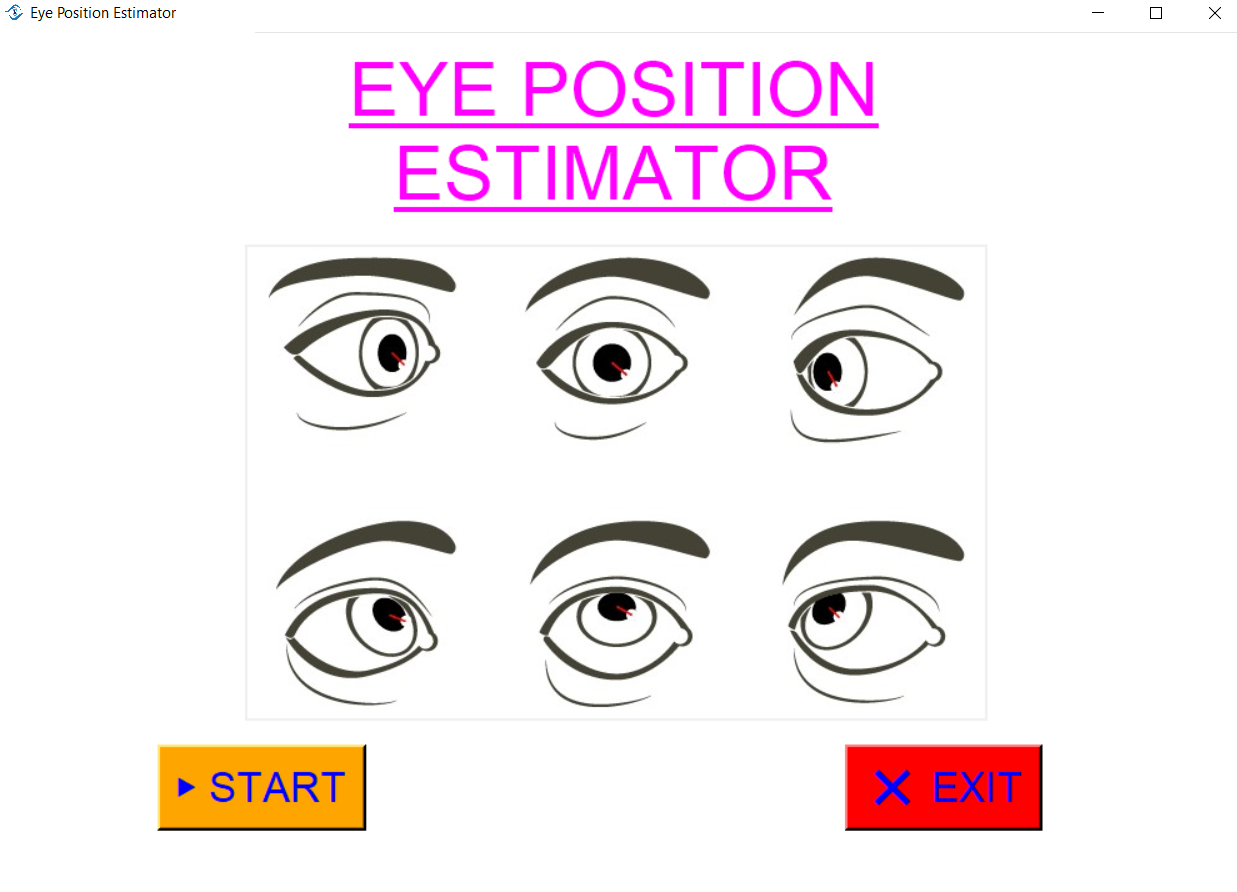 Eye Position Estimator
EYE POSITION
ESTIMATOR
START
EXIT